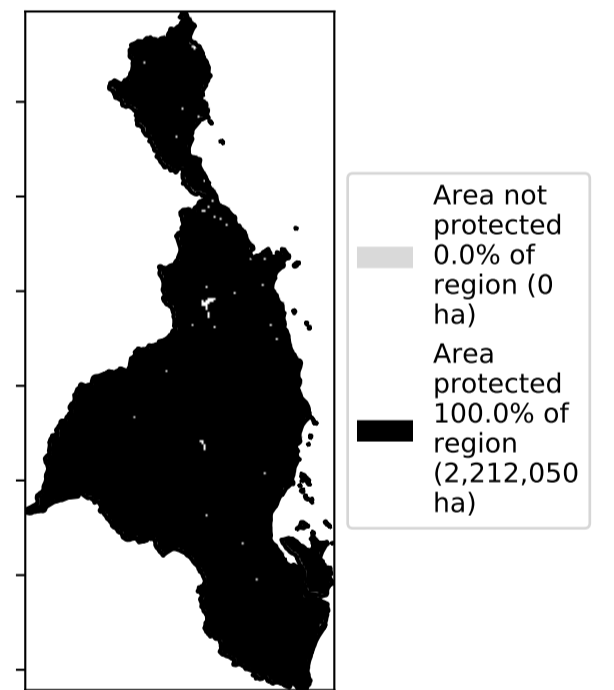 Area not
protected
0.0% of
region (0
ha)
Area
protected
100.0% of
region
(2,212,050
ha)